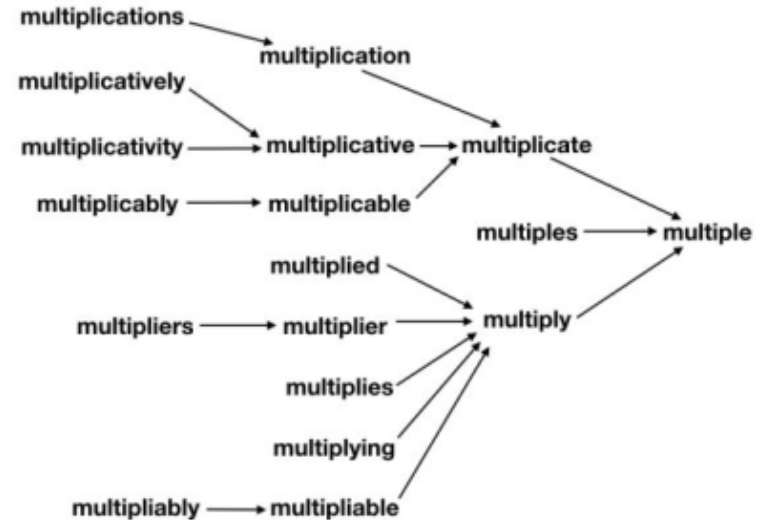 multiplications
multiplication
multiplicatively
multiplicativity multiplicative multiplicate
multiplicably multiplicable
multiples multiple
multiplied
multipliers multiplier multiply
multiplies
multiplying
multipliably multipliable